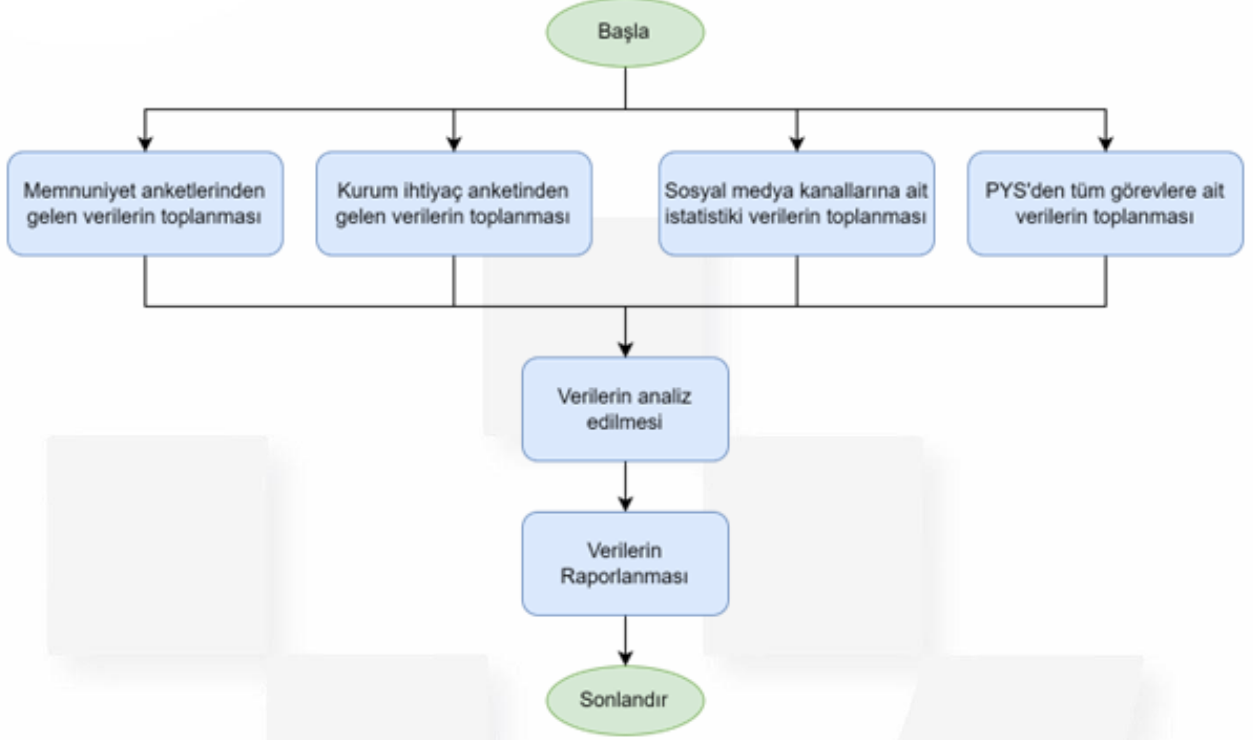 Başla
Memnuniyet anketlerinden
gelen verilerin toplanması
Kurum ihtiyaç anketinden
gelen verilerin toplanması
Sosyal medya kanallarına ait
istatistiki verilerin toplanması
PYS'den tüm görevlere ait
verilerin toplanması
Verilerin analiz
edilmesi
Verilerin
Raporlanması
Sonlandır